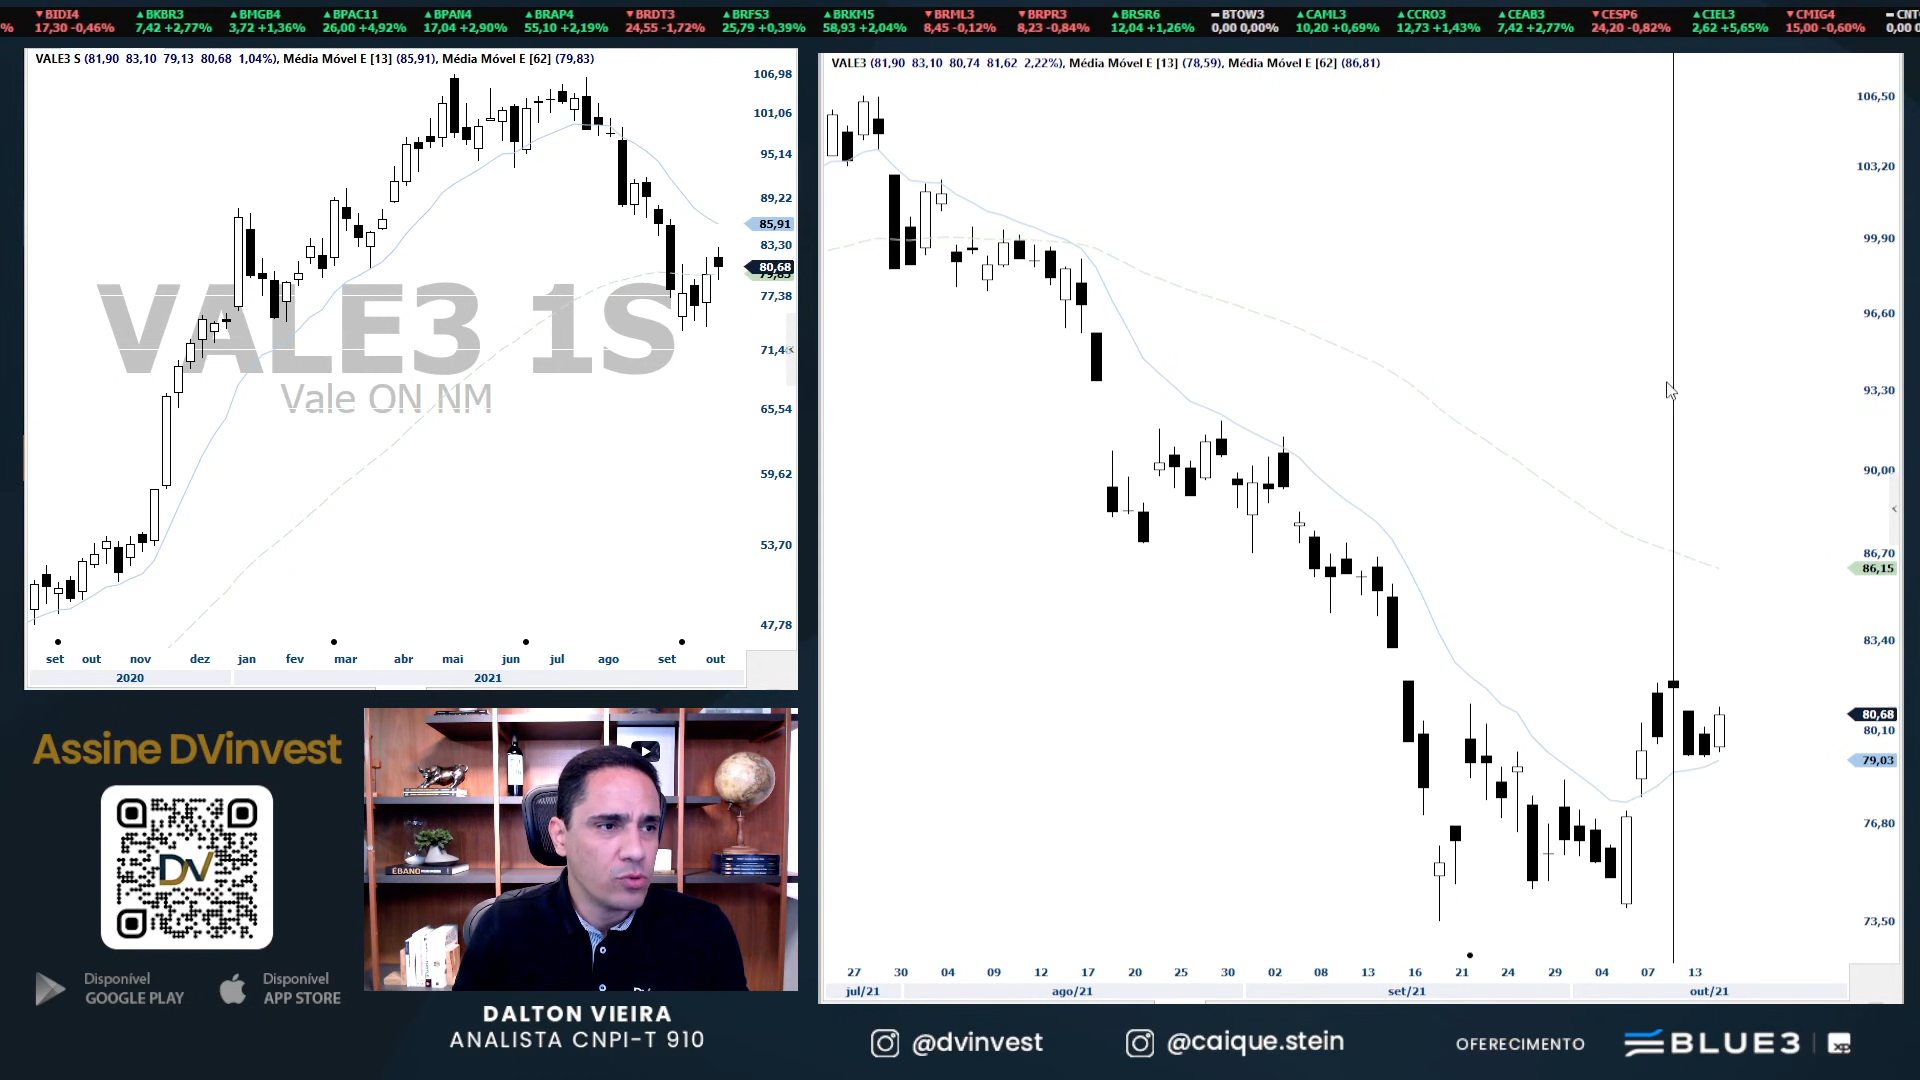 ▼BIDI4 ▲BKBR3 ▲BMGB4 ▲BPAC11 ▲BPAN4 ▲BRAP4 ▼BRDT3 ▲BRFS3 ▲BRKM5 ▼BRML3 ▼BRPR3 ▲BRSR6 ▬BTOW3 ▲CAML3 ▲CCRO3 ▲CEAB3 ▼CESP6 ▲CIEL3 ▼CMIG4
% 17,30 -0,46% 7,42 +2,77% 3,72 +1,36% 26,00 +4,92% 17,04 +2,90% 55,10 +2,19% 24,55 -1,72% 25,79 +0,39% 58,93 +2,04% 8,45 -0,12% 8,23 -0,84% 12,04 +1,26% 0,00 0,00% 10,20 +0,69% 12,73 +1,43% 7,42 +2,77% 24,20 -0,82% 2,62 +5,65% 15,00 -0,60% 0,00
VALE3 S (81,90 83,10 79,13 80,68 1,04%), Média Móvel E [13] (85,91), Média Móvel E [62] (79,83)
106,98
101,06
95,14
89,22
85,91
83,30
80,68
79,83
77,38
65,54
59,62
53,70
47,78
VALE3 1S
Vale ON NM
set out nov dez jan fev mar abr mai jun jul ago set out
2020 2021
VALE3 (81,90 83,10 80,74 81,62 2,22%), Média Móvel E [13] (78,59), Média Móvel E [62] (86,81)
106,50
103,20
99,90
96,60
93,30
90,00
86,70
86,15
83,40
80,68
80,10
79,03
76,80
73,50
27 30 04 09 12 17 20 25 30 02 08 13 16 21 24 29 04 07 13
jul/21 ago/21 set/21 out/21
Assine DVinvest
DV
Disponível
GOOGLE PLAY
Disponível
APP STORE
ÉBANO
DALTON VIEIRA
ANALISTA CNPI-T 910
@dvinvest
@caique.stein
OFERECIMENTO
BLUE3
xp